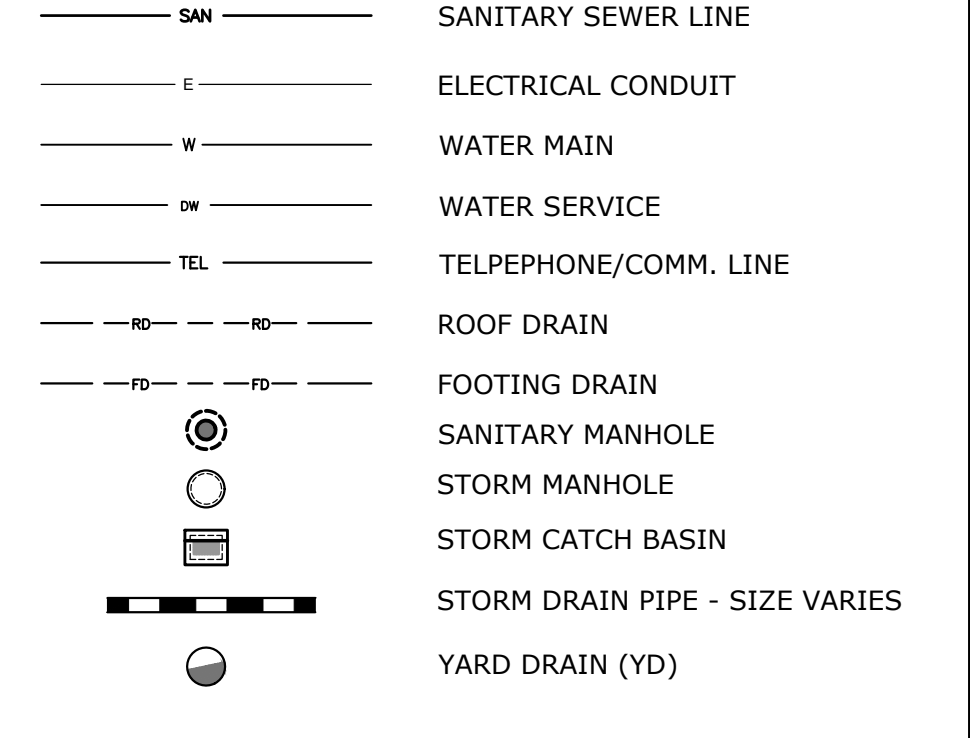 SAN SANITARY SEWER LINE
E ELECTRICAL CONDUIT
W WATER MAIN
DW WATER SERVICE
TEL TELPEPHONE/COMM. LINE
RD RD ROOF DRAIN
FD FD FOOTING DRAIN
SANITARY MANHOLE
STORM MANHOLE
STORM CATCH BASIN
STORM DRAIN PIPE - SIZE VARIES
YARD DRAIN (YD)